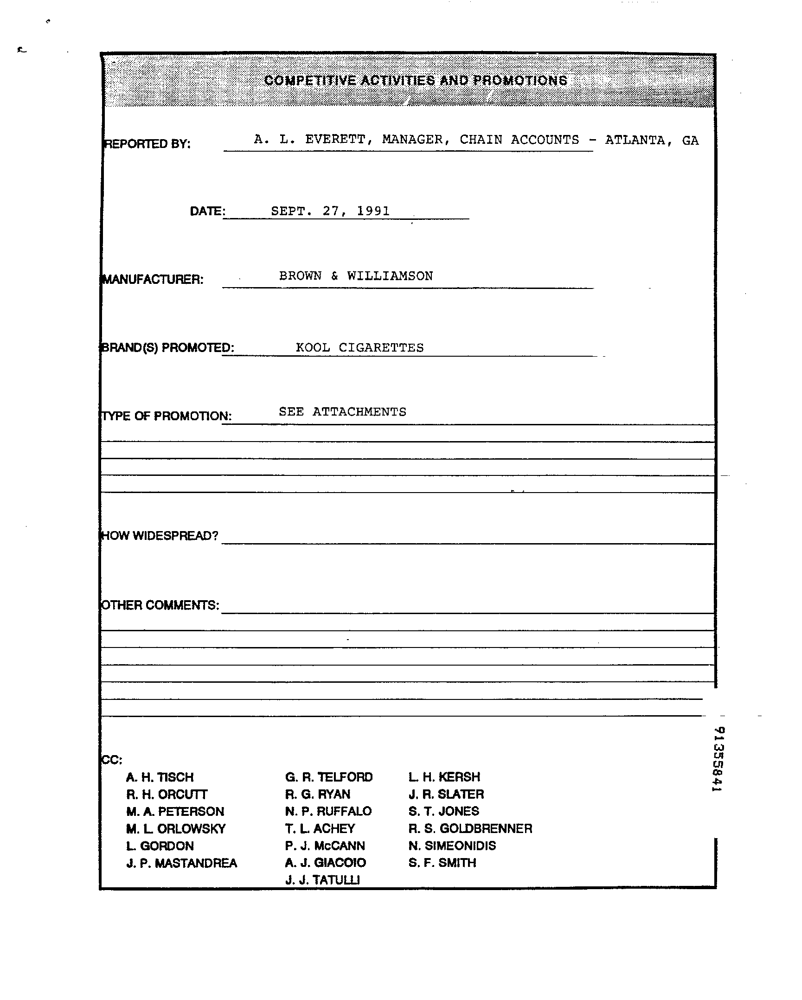 COMPETITIVE ACTIVITIES AND PROMOTIONS
REPORTED BY: A. L. EVERETT, MANAGER, CHAIN ACCOUNTS - ATLANTA, GA
DATE: SEPT. 27, 1991
MANUFACTURER: BROWN & WILLIAMSON
BRAND(S) PROMOTED: KOOL CIGARETTES
TYPE OF PROMOTION: SEE ATTACHMENTS
HOW WIDESPREAD?
OTHER COMMENTS:
91355841
CC:
A. H. TISCH G. R. TELFORD L. H. KERSH
R. H. ORCUTT R. G. RYAN J. R. SLATER
M. A. PETERSON N. P. RUFFALO S. T. JONES
M. L. ORLOWSKY T. L. ACHEY R. S. GOLDBRENNER
L. GORDON P. J. McCANN N. SIMEONIDIS
J. P. MASTANDREA A. J. GIACOIO S. F. SMITH
J. J. TATULLI